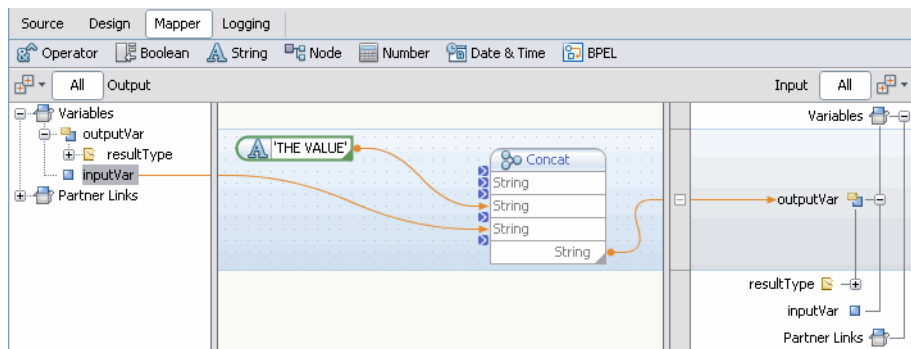 Source Design Mapper Logging
Operator Boolean String Node Number Date & Time BPEL
All Output Input All
Variables
outputVar
resultType
inputVar
Partner Links
'THE VALUE'
Concat
String
String
String
String
Variables
outputVar
resultType
inputVar
Partner Links